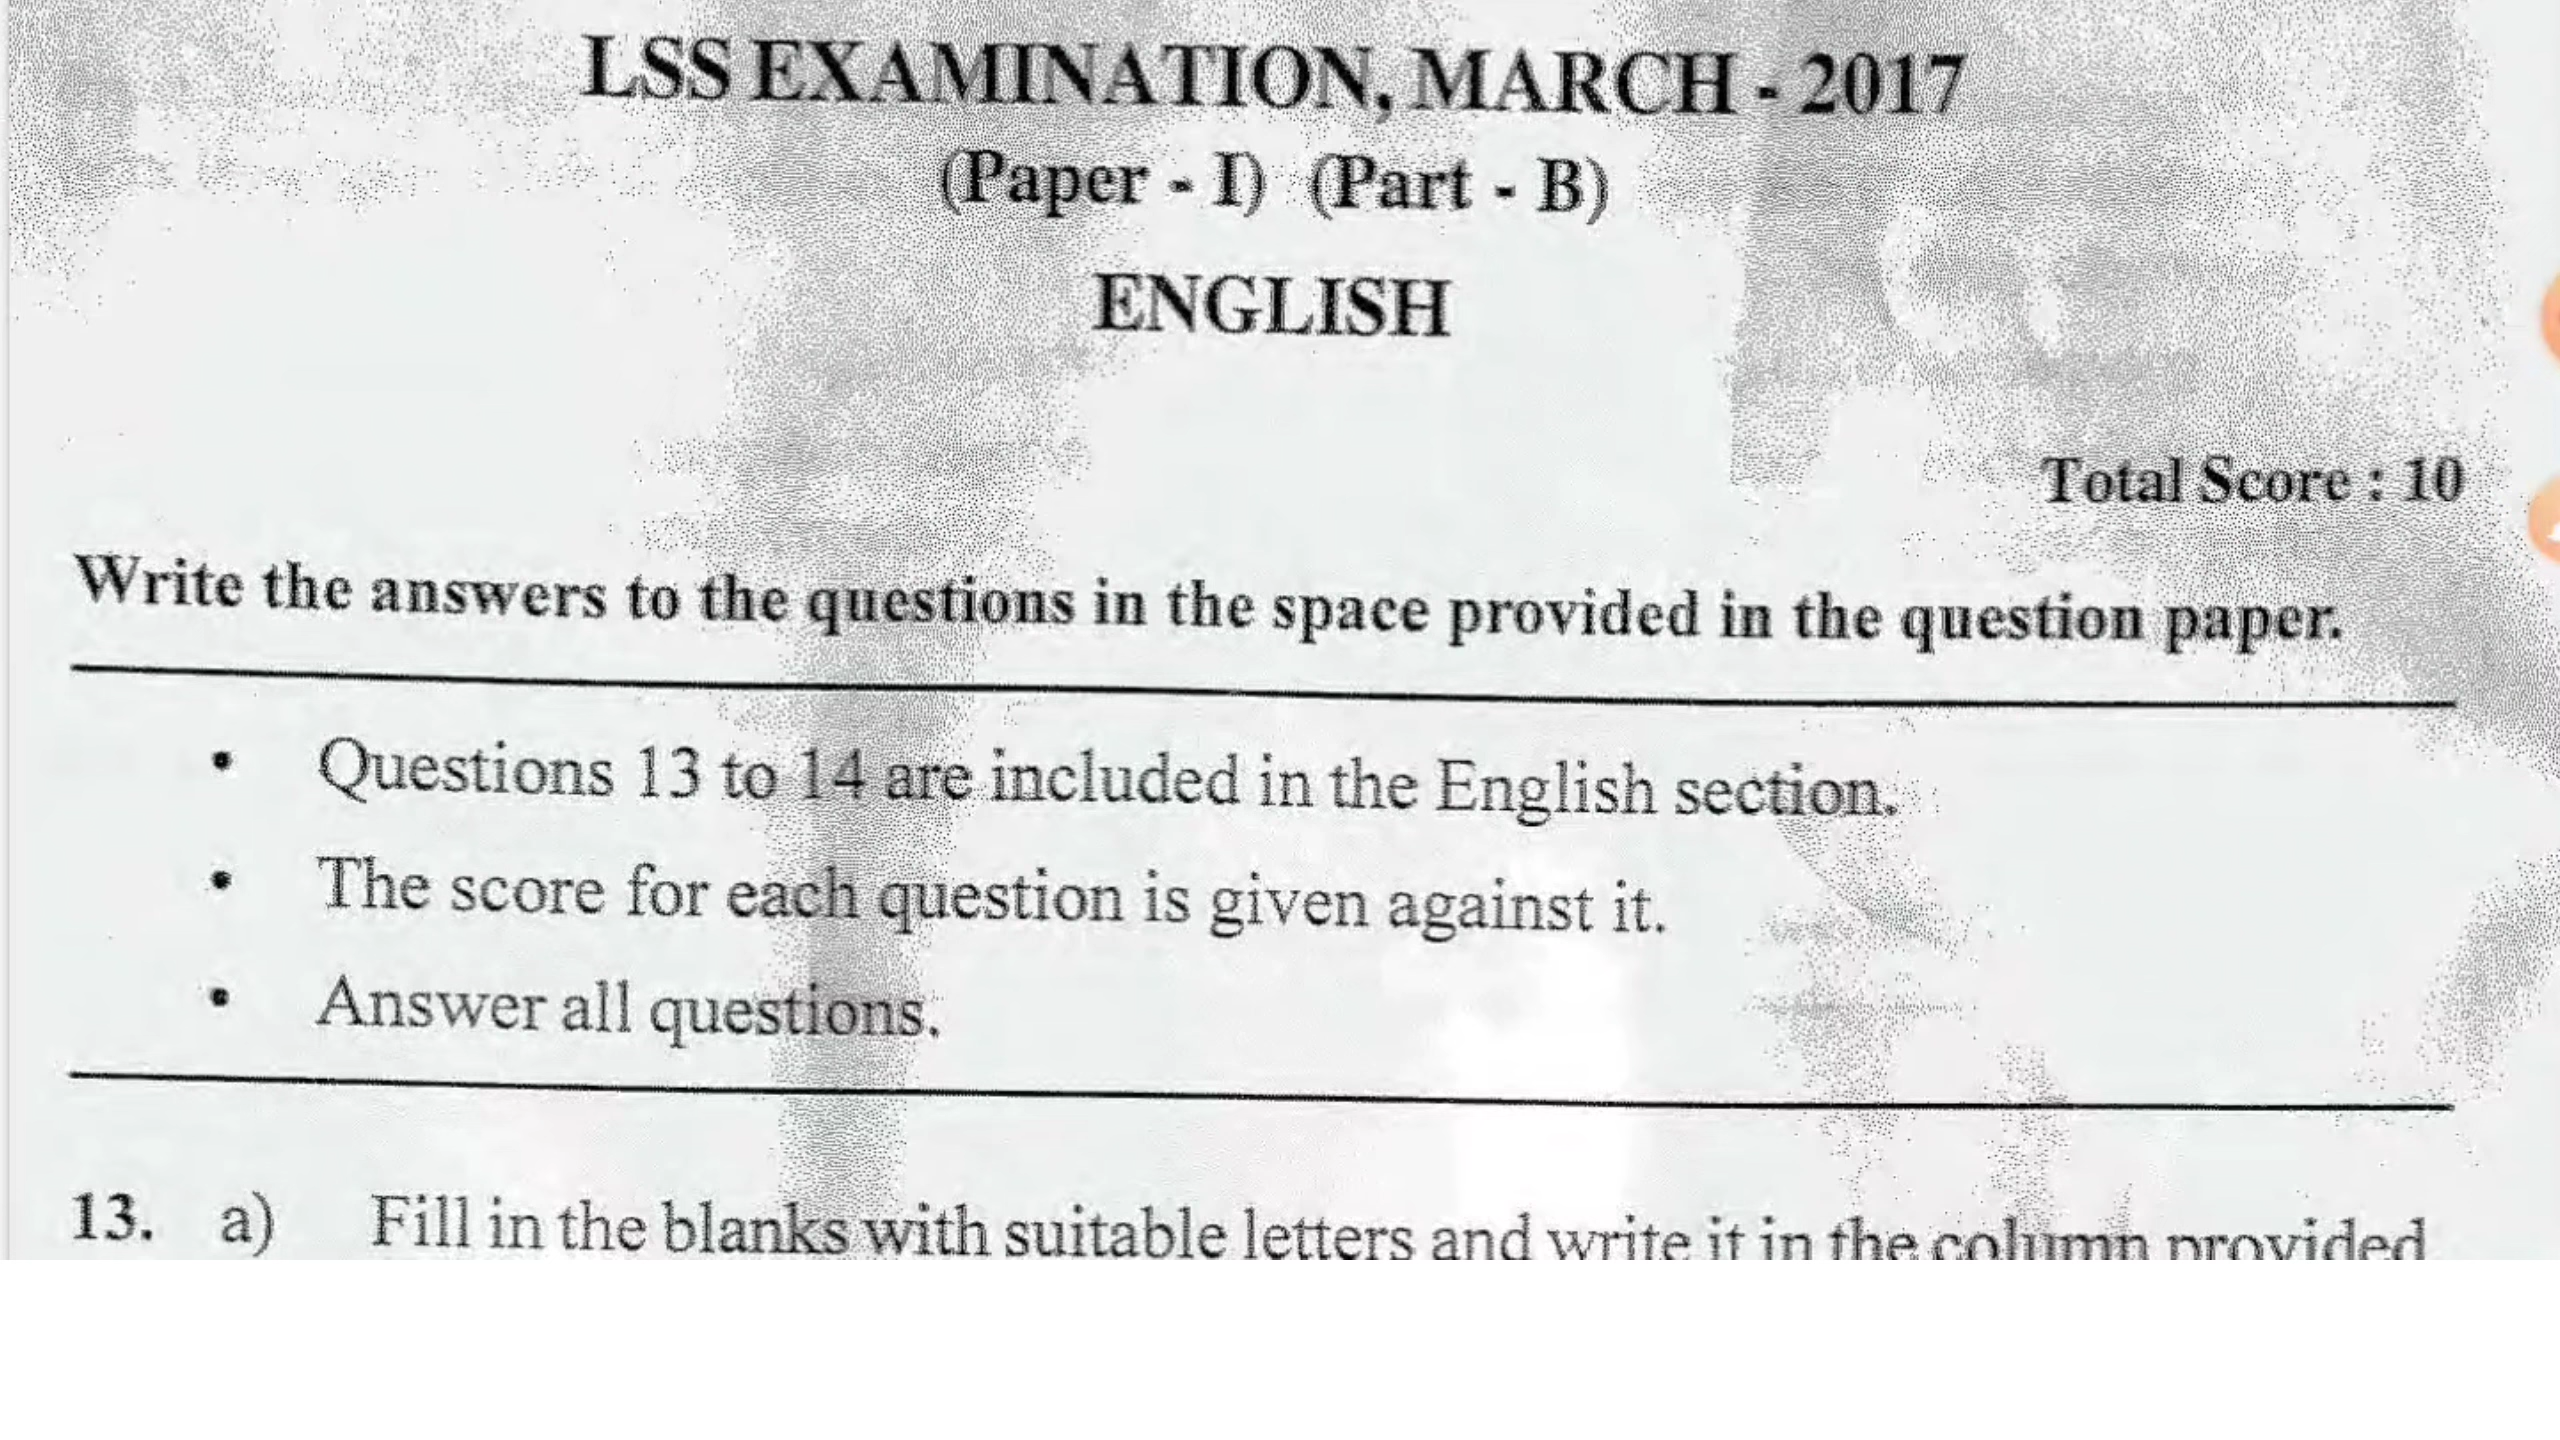 LSS EXAMINATION, MARCH - 2017
(Paper - I) (Part - B)
ENGLISH
Total Score : 10
Write the answers to the questions in the space provided in the question paper.
• Questions 13 to 14 are included in the English section.
• The score for each question is given against it.
• Answer all questions.
13. a) Fill in the blanks with suitable letters and write it in the column provided